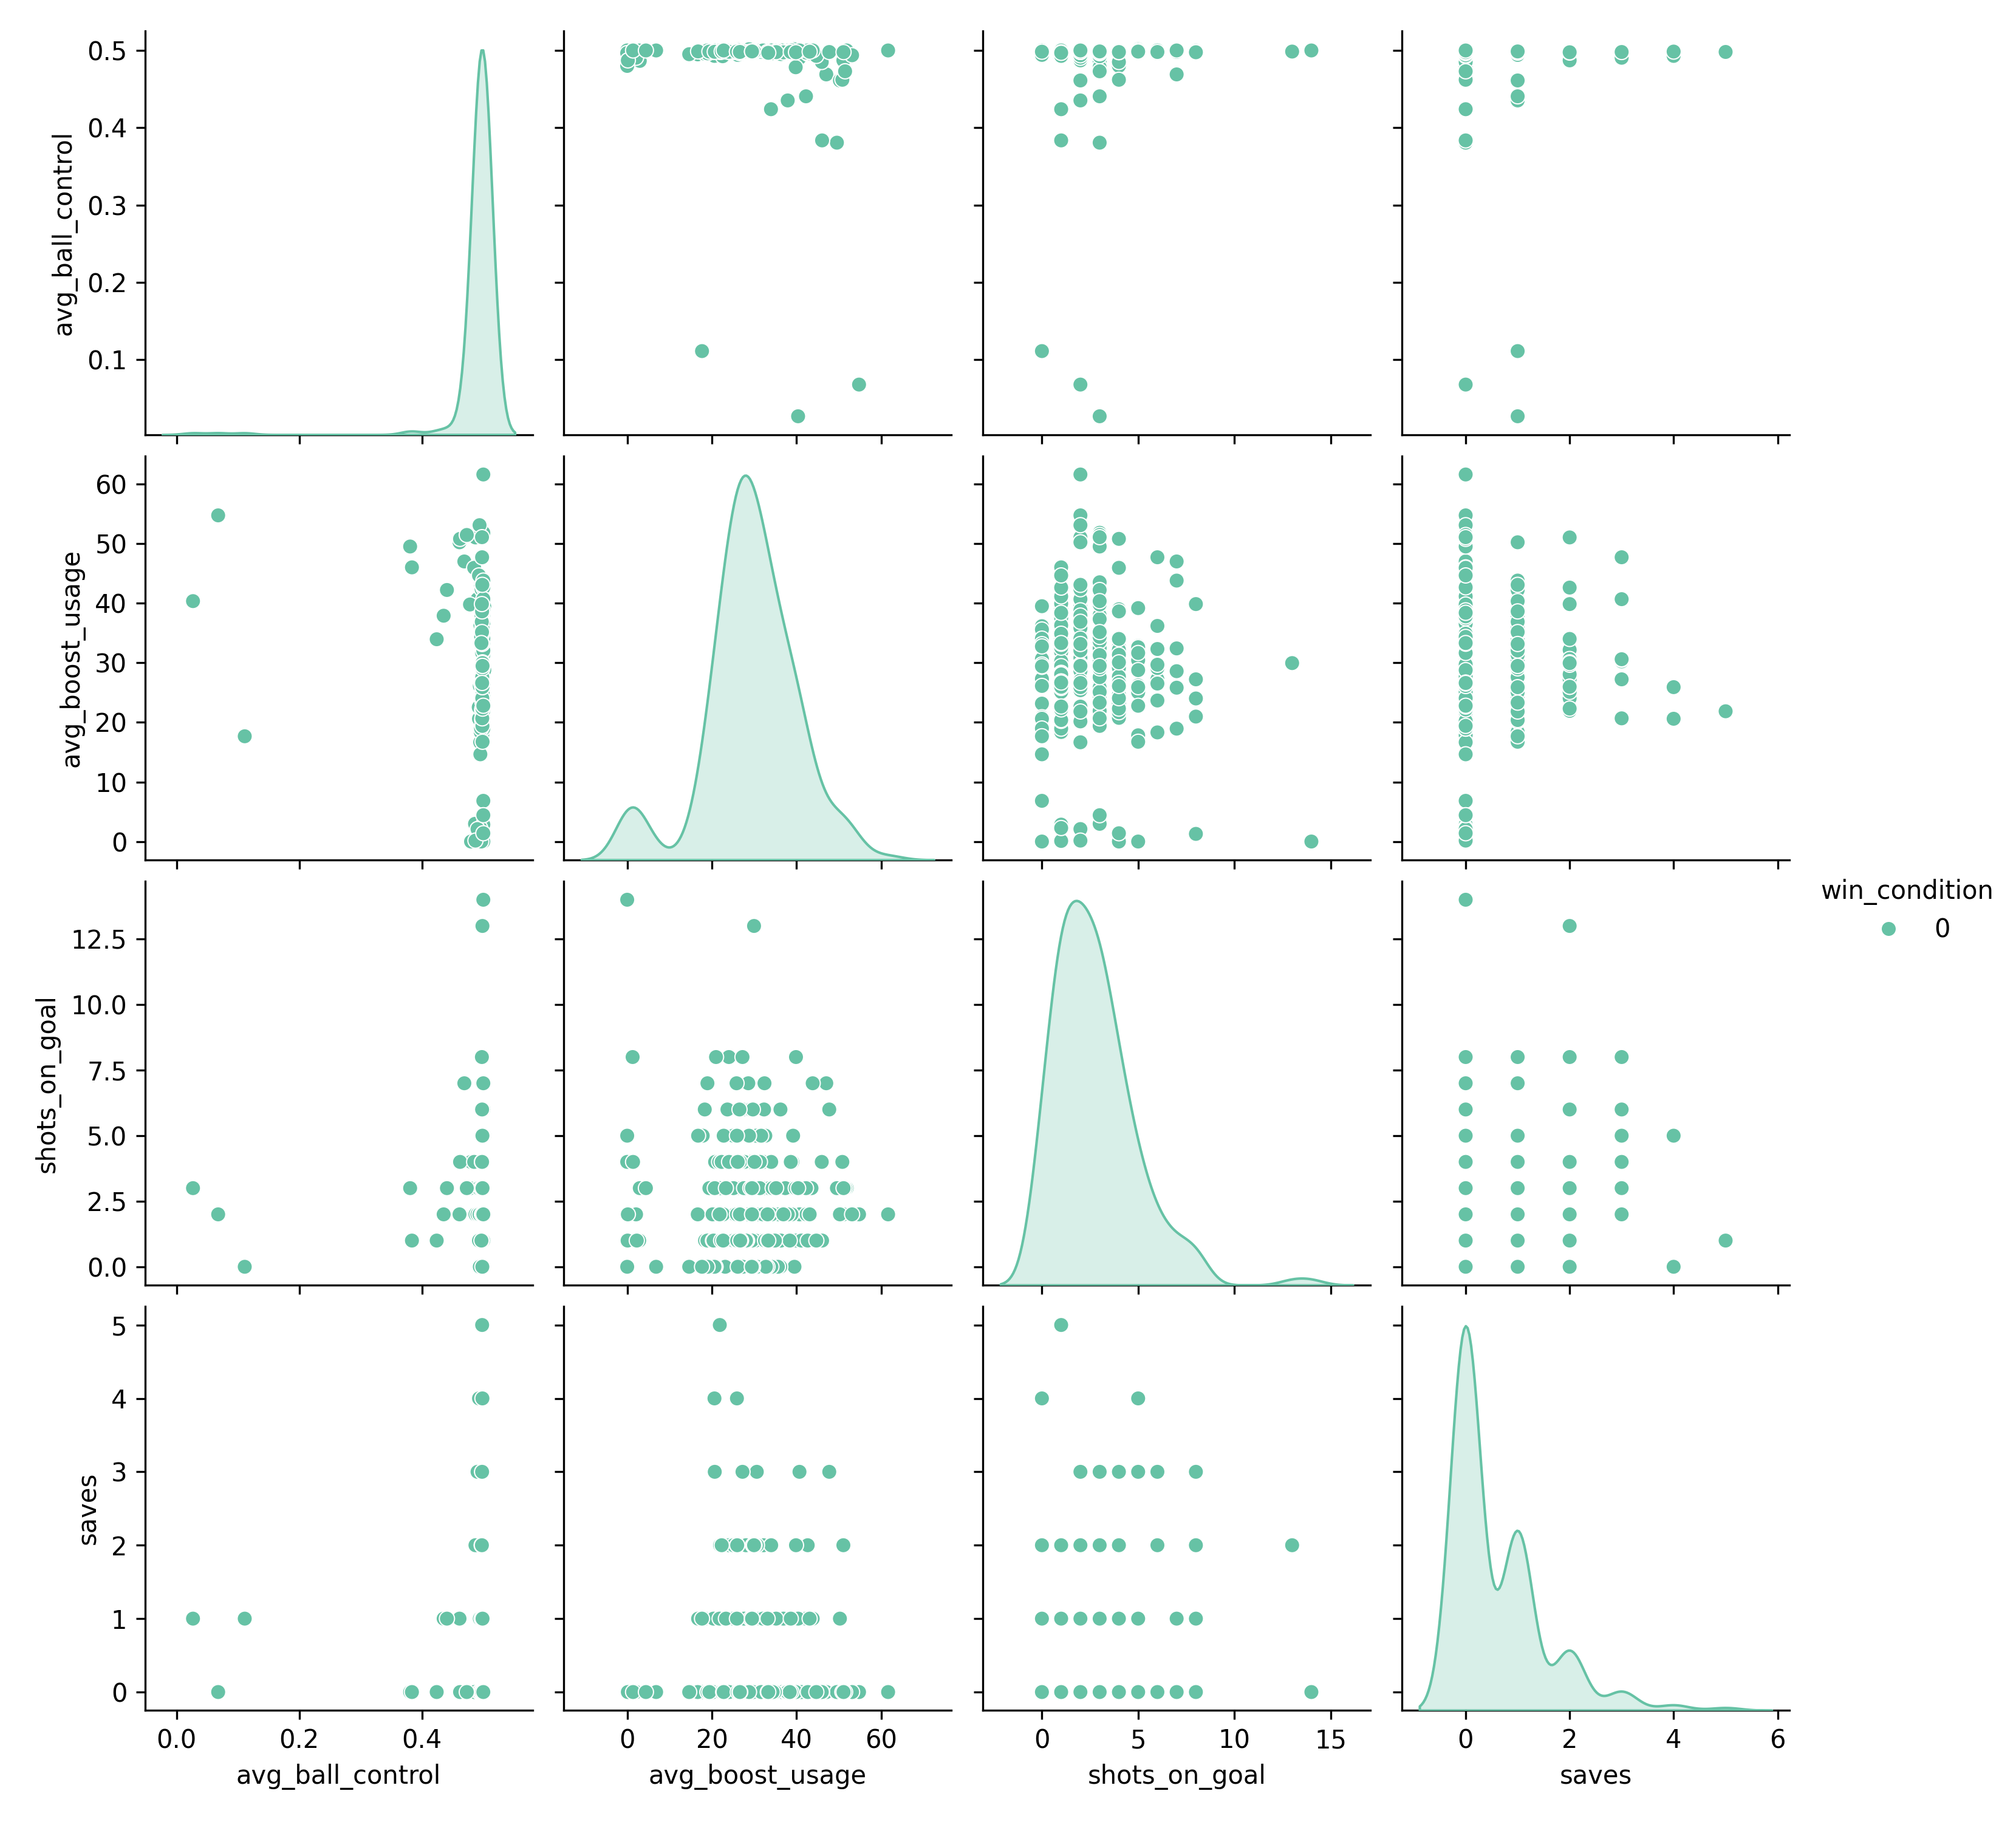 0.5
0.4
0.3
0.2
0.1
avg_ball_control
60
50
40
30
20
10
0
avg_boost_usage
win_condition
0
12.5
10.0
7.5
5.0
2.5
0.0
shots_on_goal
5
4
3
2
1
0
saves
0.0 0.2 0.4
0 20 40 60
0 5 10 15
0 2 4 6
avg_ball_control
avg_boost_usage
shots_on_goal
saves